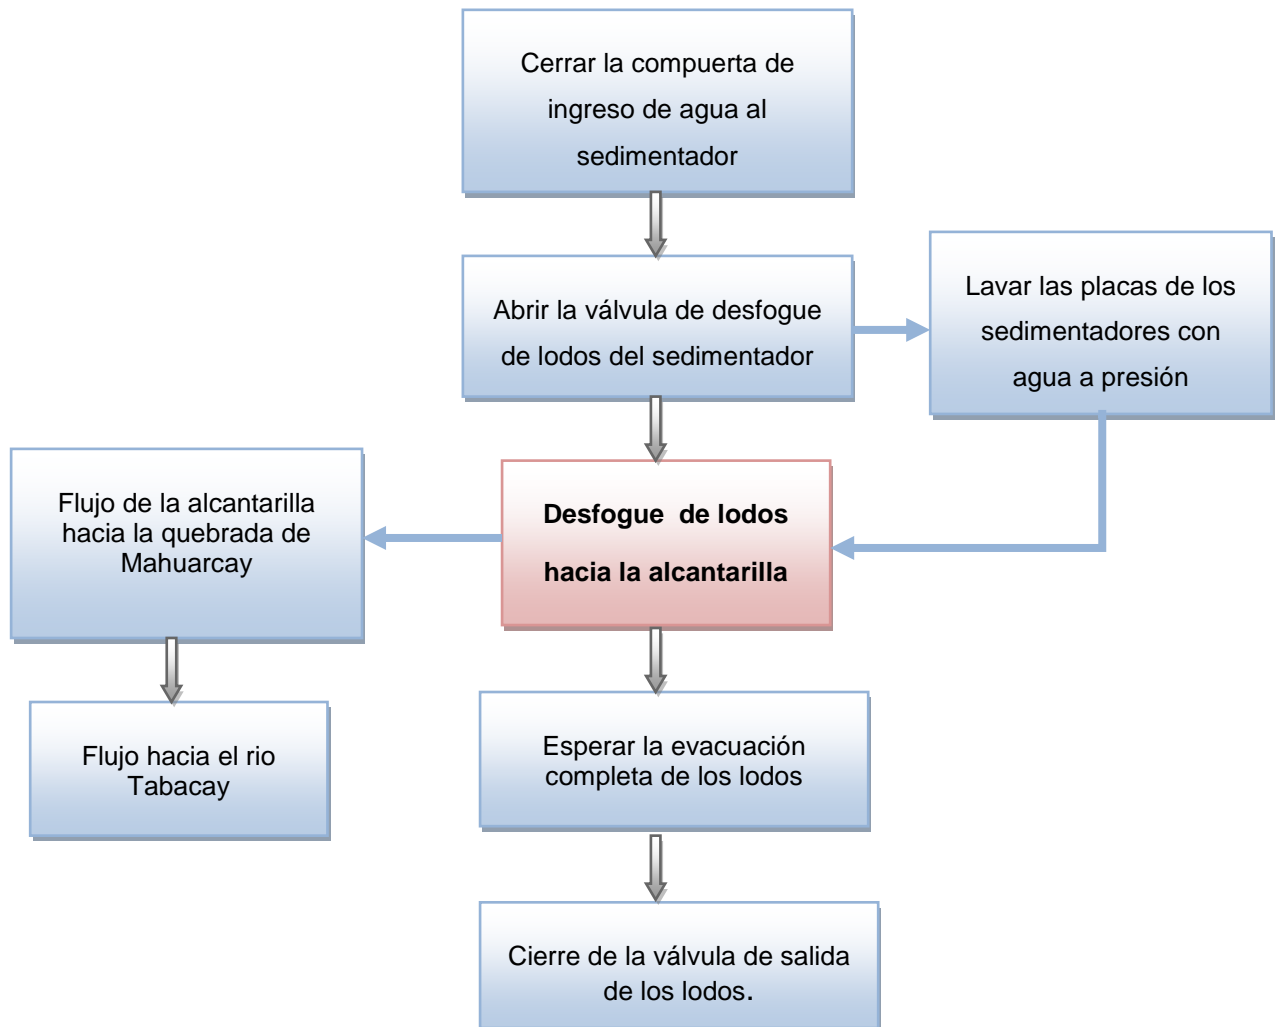 Cerrar la compuerta de
ingreso de agua al
sedimentador
Abrir la válvula de desfogue
de lodos del sedimentador
Lavar las placas de los
sedimentadores con
agua a presión
Flujo de la alcantarilla
hacia la quebrada de
Mahuarcay
Desfogue de lodos
hacia la alcantarilla
Flujo hacia el rio
Tabacay
Esperar la evacuación
completa de los lodos
Cierre de la válvula de salida
de los lodos.